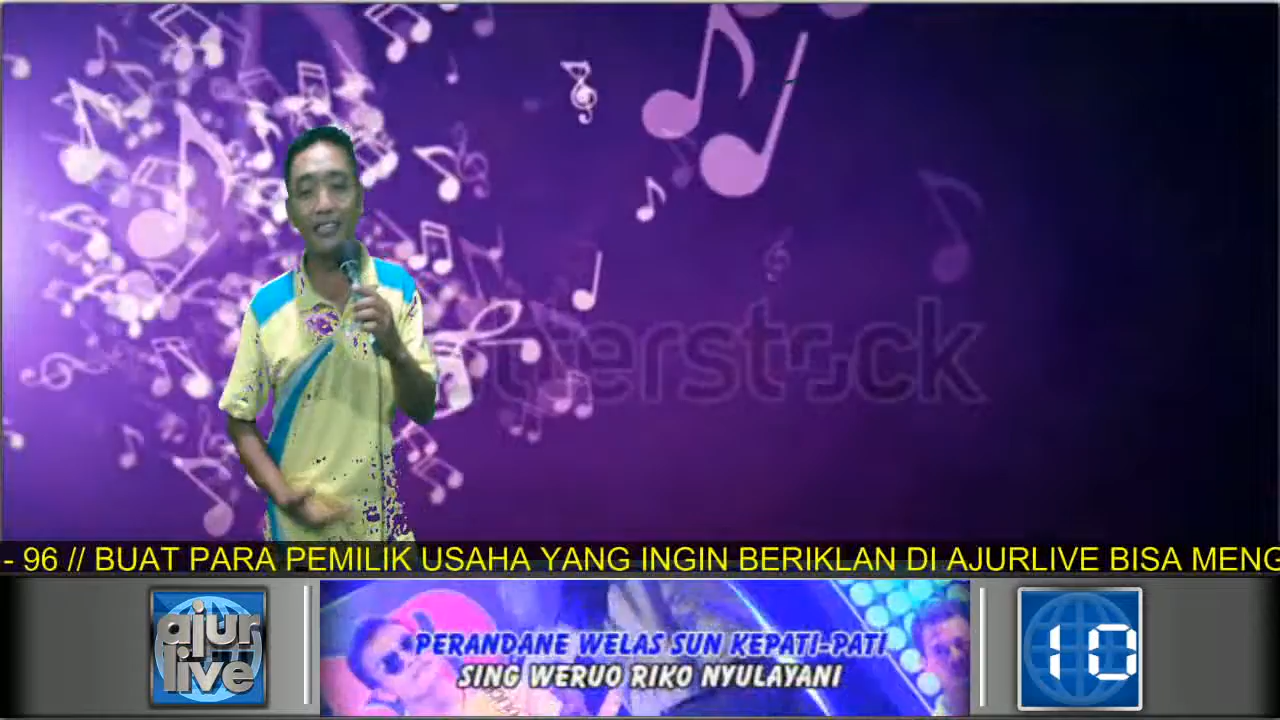 terstock
- 96 // BUAT PARA PEMILIK USAHA YANG INGIN BERIKLAN DI AJURLIVE BISA MENG
ajur
live
PERANDANE WELAS SUN KEPATI-PATI
SING WERUO RIKO NYULAYANI
10